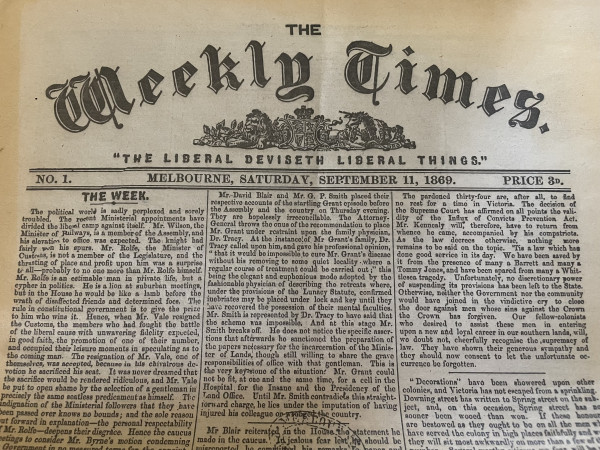 THE
Weekly Times.
"THE LIBERAL DEVISETH LIBERAL THINGS."
NO. 1. MELBOURNE, SATURDAY, SEPTEMBER 11, 1869. PRICE 3D.
THE WEEK.
The political world is sadly perplexed and sorely
troubled. The recent Ministerial appointments have
divided the liberal camp against itself. Mr. Wilson, the
Minister of Railways, is a member of the Assembly, and
his elevation to office was expected. The knight had
fairly won his spurs. Mr. Rolfe, the Minister of
Customs, is not a member of the Legislature, and the
thrusting of place and profit upon him was a surprise
to all—probably to no one more than Mr. Rolfe himself.
Mr. Rolfe is an estimable man in private life, but a
cypher in politics. He is a lion at suburban meetings,
but in the House he would be like a lamb before the
wrath of disaffected friends and determined foes. The
rule in constitutional government is to give the prize
to him who wins it. Hence, when Mr. Vale resigned
the Customs, the members who had fought the battle
of the liberal cause with unwavering fidelity expected,
in good faith, the promotion of one of their number,
and occupied their leisure moments in speculating as to
the coming man. The resignation of Mr. Vale, one of
themselves, was accepted, because in his chivalrous de-
votion he sacrificed his seat. It was never dreamed that
the sacrifice would be rendered ridiculous, and Mr. Vale
be put to open shame by the selection of a gentleman in
precisely the same seatless predicament as himself. The
indignation of the Ministerial followers that they have
been passed over knows no bounds; and the sole reason
put forward in explanation—the personal respectability
of Mr. Rolfe—deepens their disgrace. Hence the caucus
meetings to consider Mr. Byrne's motion condemning
Mr. David Blair and Mr. G. P. Smith placed their
respective accounts of the startling Grant episode before
the Assembly and the country on Thursday evening.
They are hopelessly irreconcilable. The Attorney-
General throws the onus of the recommendation to place
Mr. Grant under restraint upon the family physician,
Dr. Tracy. At the instance of Mr. Grant's family, Dr.
Tracy called upon him, and gave his professional opinion,
"that it would be impossible to cure Mr. Grant's disease
without his removing to some quiet locality where a
regular course of treatment could be carried out;" this
being the elegant and euphemious mode adopted by the
fashionable physician of describing the retreats where,
under the provisions of the Lunacy Statute, confirmed
inebriates may be placed under lock and key until they
have recovered the possession of their mental faculties.
Mr. Smith is represented by Dr. Tracy to have said that
the scheme was impossible. And at this stage Mr.
Smith breaks off. He does not notice the specific asser-
tions that afterwards he sanctioned the preparation of
the papers necessary for the incarceration of the Minis-
ter of Lands, though still willing to share the grave
responsibilities of office with that gentleman. This is
the very keystone of the situation. Mr. Grant could
not be fit, at one and the same time, for a cell in the
Hospital for the Insane and the Presidency of the
Land Office. Until Mr. Smith contradicts this straight-
forward charge, he lies under the imputation of having
injured his colleague and the country.
Mr Blair reiterated in the House the statement he
made in the caucus.
The pardoned thirty-four are, after all, to find
no rest for a time in Victoria. The decision of
the Supreme Court has affirmed on all points the valid-
ity of the Influx of Convicts Prevention Act.
Mr. Kennedy will, therefore, have to return from
whence he came, accompanied by his compatriots.
As the law decrees otherwise, nothing more
remains to be said on the topic. 'Tis a law which has
done good service in its day. We have been saved by
it from the presence of many a Barrett and many a
Tommy Jones, and have been spared from many a Whit-
tlesea tragedy. Unfortunately, no discretionary power
of suspending its provisions has been left to the State.
Otherwise, neither the Government nor the community
would have joined in the vindictive cry to close
the door against men whose sins against the Crown
the Crown has forgiven. Our fellow-colonists
who desired to assist these men in entering
upon a new and loyal career in our southern lands, will,
we doubt not, cheerfully recognise the supremacy of
law. They have shown their generous sympathy and
they should now consent to let the unfortunate oc-
currence be forgotten.
"Decorations" have been showered upon other
colonies, and Victoria has not escaped from a sprinkling.
Downing street has written to Spring street on the sub-
ject, and, on this occasion, Spring street has no
sooner wooed than won. If these honours
are bestowed as they ought to be on all the men who
have served the colony in high places faithfully and well
they will sit